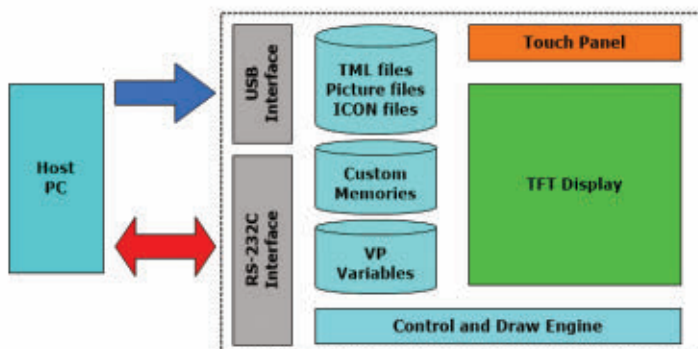 Host
PC
USB
Interface
RS-232C
Interface
TML files
Picture files
ICON files
Custom
Memories
VP
Variables
Touch Panel
TFT Display
Control and Draw Engine